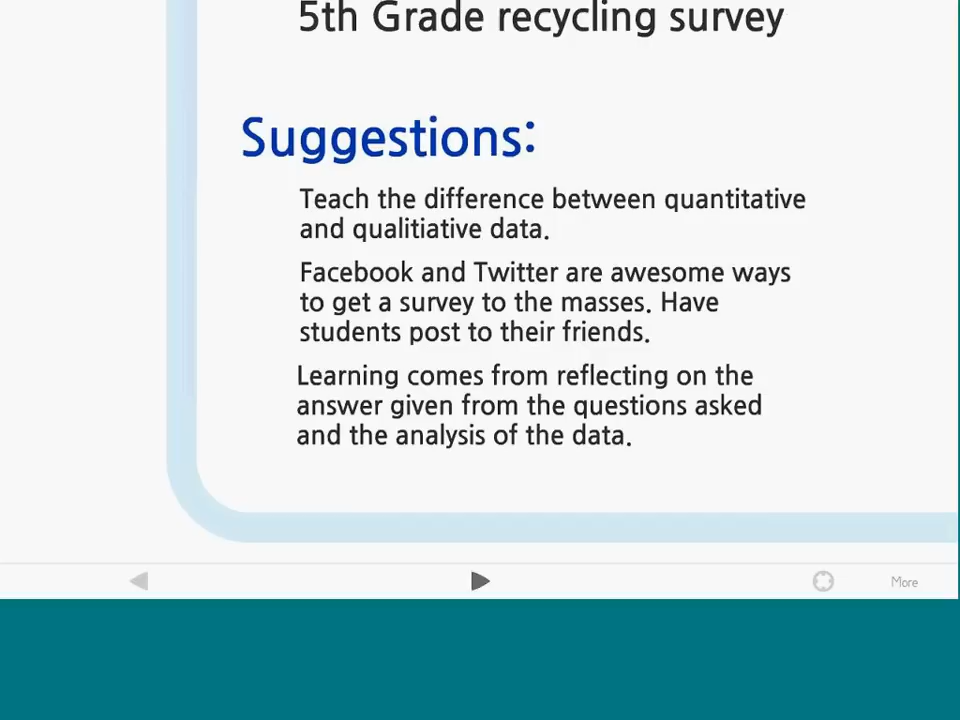 5th Grade recycling survey
Suggestions:
Teach the difference between quantitative
and qualitiative data.
Facebook and Twitter are awesome ways
to get a survey to the masses. Have
students post to their friends.
Learning comes from reflecting on the
answer given from the questions asked
and the analysis of the data.
More